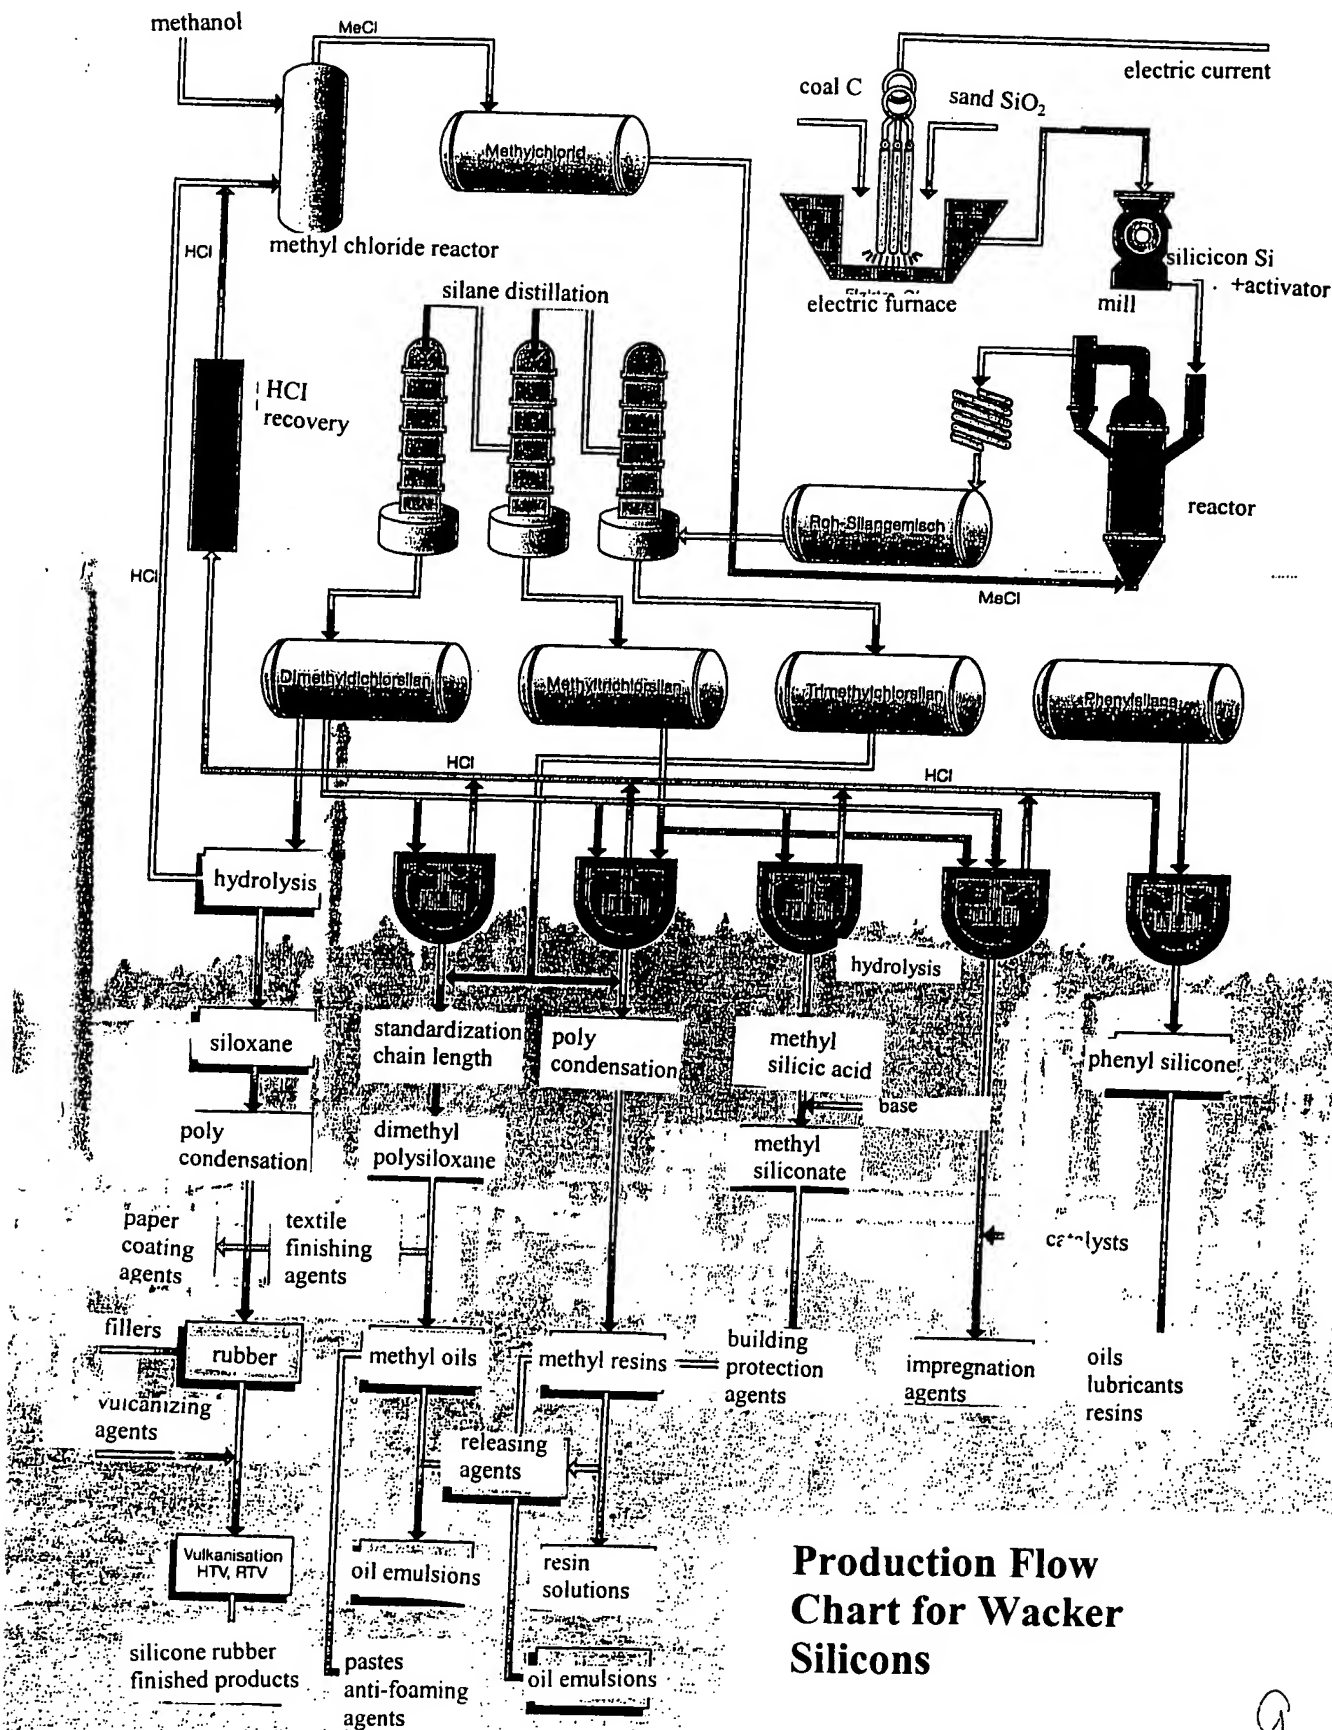 methanol
MeCl
electric current
coal C
sand SiO₂
Methylchlorid
methyl chloride reactor
HCl
silicicon Si
+activator
electric furnace
mill
silane distillation
HCl
recovery
Roh-Silangemisch
reactor
HCl
MeCl
Dimethyldichlorsilan
Methyltrichlorsilan
Trimethylchlorsilan
Phenylsilane
HCl
HCl
hydrolysis
hydrolysis
siloxane
standardization
chain length
poly
condensation
methyl
silicic acid
phenyl silicone
base
poly
condensation
dimethyl
polysiloxane
methyl
siliconate
paper
coating
agents
textile
finishing
agents
catalysts
fillers
rubber
methyl oils
methyl resins
building
protection
agents
impregnation
agents
oils
lubricants
resins
vulcanizing
agents
releasing
agents
Vulkanisation
HTV, RTV
oil emulsions
resin
solutions
silicone rubber
finished products
pastes
anti-foaming
agents
oil emulsions
Production Flow
Chart for Wacker
Silicons